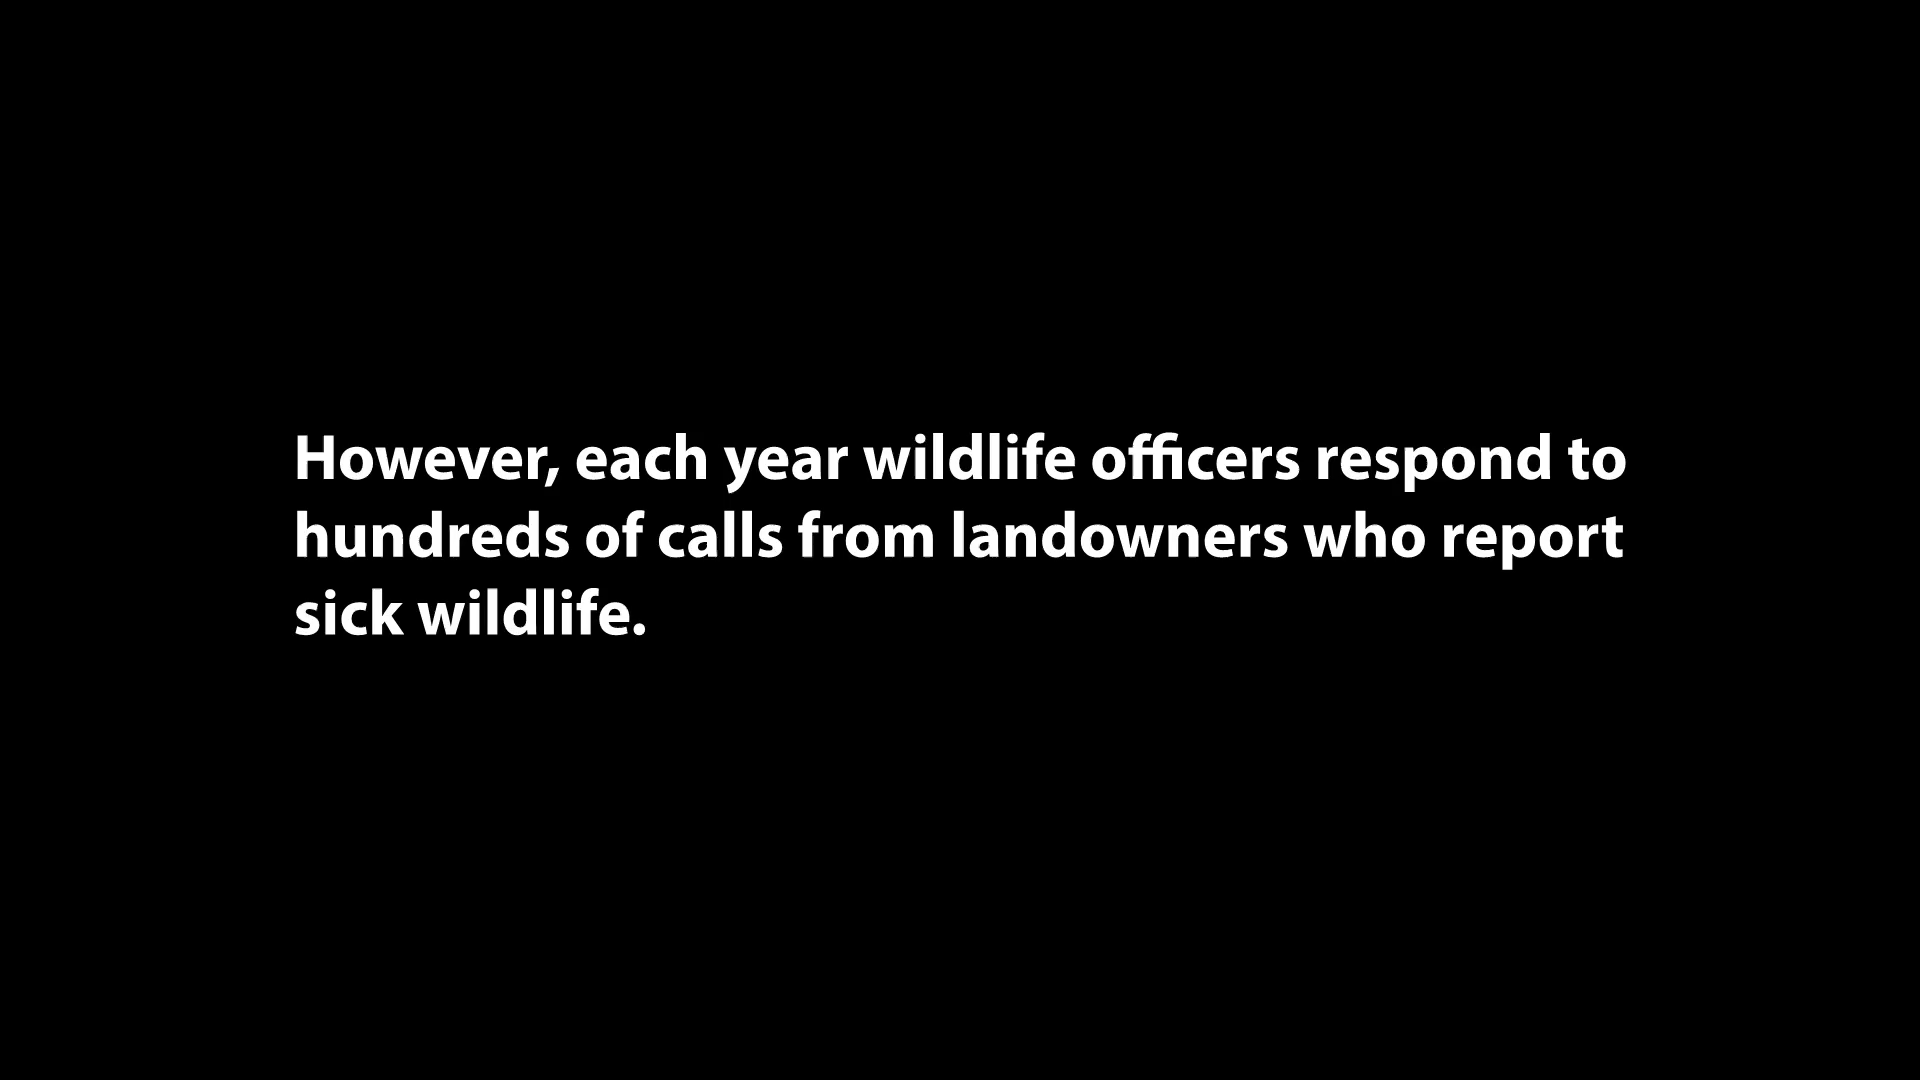 However, each year wildlife officers respond to
hundreds of calls from landowners who report
sick wildlife.